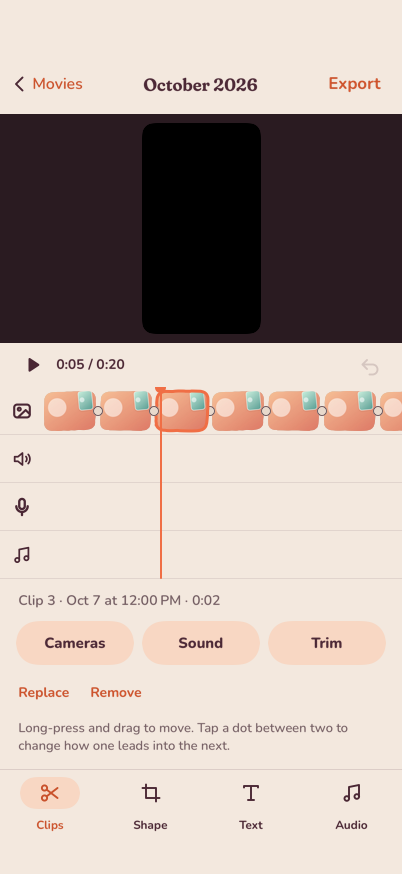 Movies
October 2026
Export
0:05 / 0:20
Clip 3 · Oct 7 at 12:00 PM · 0:02
Cameras
Sound
Trim
Replace
Remove
Long-press and drag to move. Tap a dot between two to
change how one leads into the next.
Clips
Shape
Text
Audio